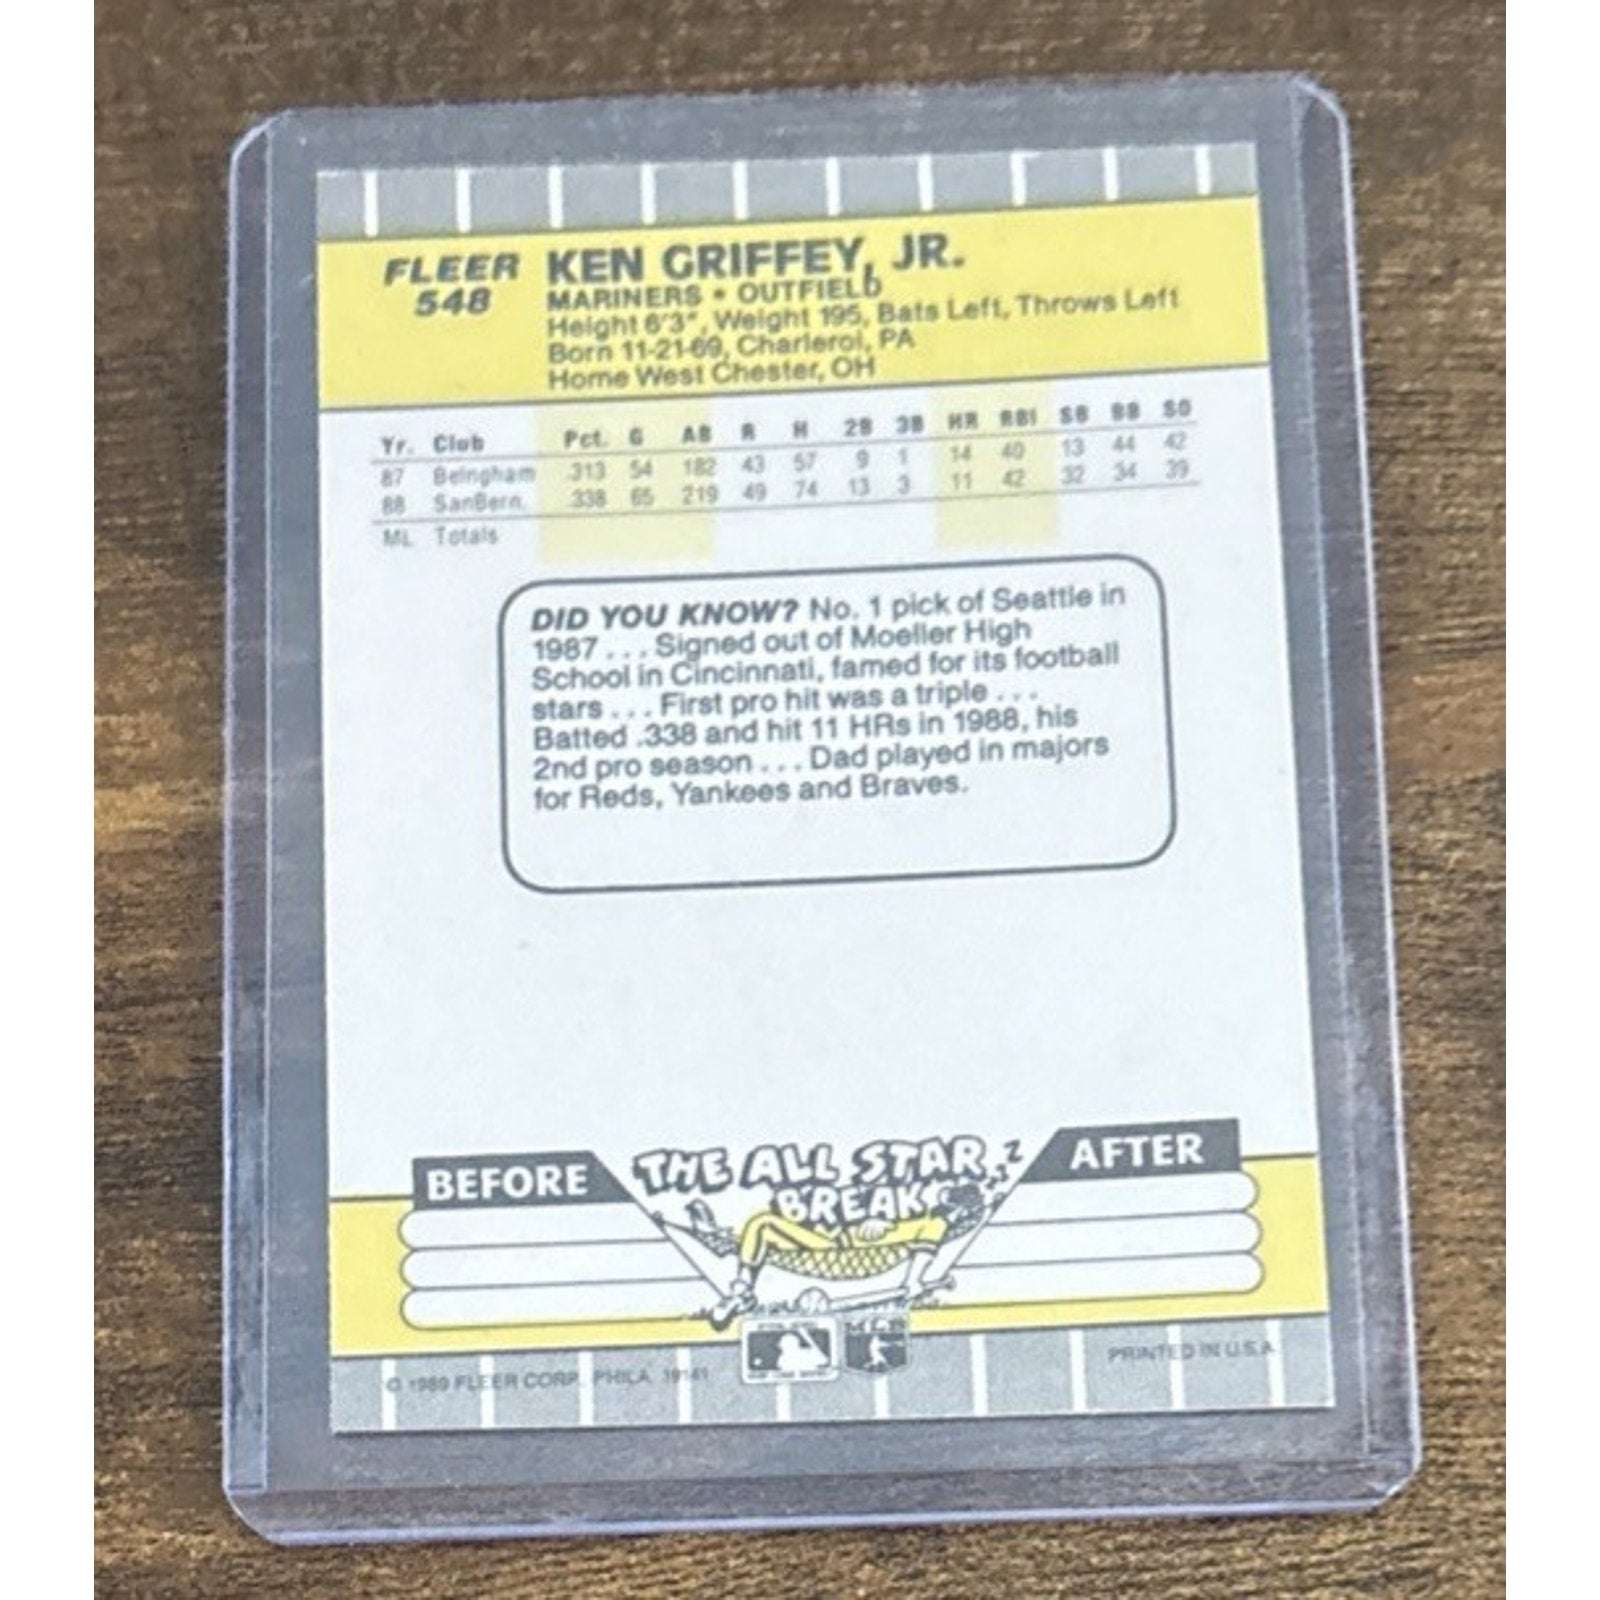 FLEER KEN GRIFFEY, JR.
548 MARINERS • OUTFIELD
Height 6'3", Weight 195, Bats Left, Throws Left
Born 11-21-69, Charleroi, PA
Home West Chester, OH
Yr. Club Pct. G AB R H 2B 3B HR RBI SB BB SO
87 Belngham .313 54 182 43 57 9 1 14 40 13 44 42
88 SanBern. .338 65 219 49 74 13 3 11 42 32 34 39
ML Totals
DID YOU KNOW? No. 1 pick of Seattle in
1987 . . . Signed out of Moeller High
School in Cincinnati, famed for its football
stars . . . First pro hit was a triple . . .
Batted .338 and hit 11 HRs in 1988, his
2nd pro season . . . Dad played in majors
for Reds, Yankees and Braves.
BEFORE THE ALL STAR BREAK AFTER
© 1989 FLEER CORP. PHILA. 19141 PRINTED IN U.S.A.